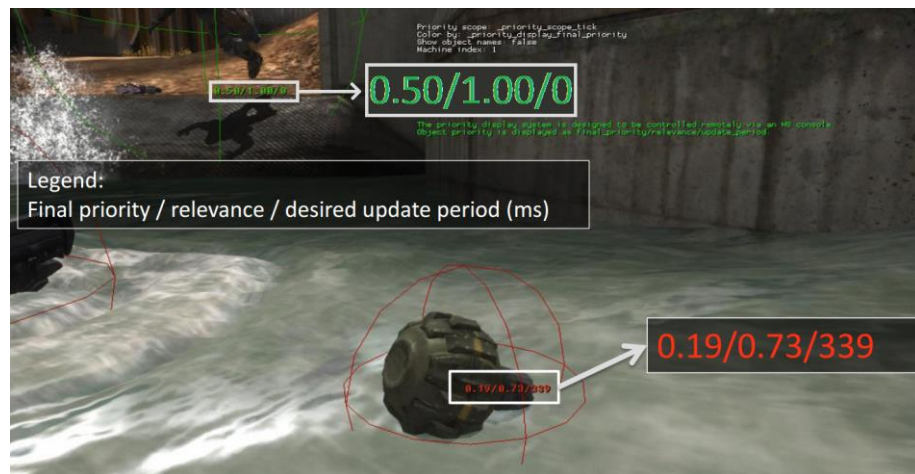 Priority scope: _priority_scope_tick
Color by: _priority_display_final_priority
Show object names: false
Machine index: 1
0.50/1.00/0
0.50/1.00/0
The priority display system is designed to be controlled remotely via an HS console
Object priority is displayed as final_priority/relevance/update_period.
Legend:
Final priority / relevance / desired update period (ms)
0.19/0.73/339
0.19/0.73/339